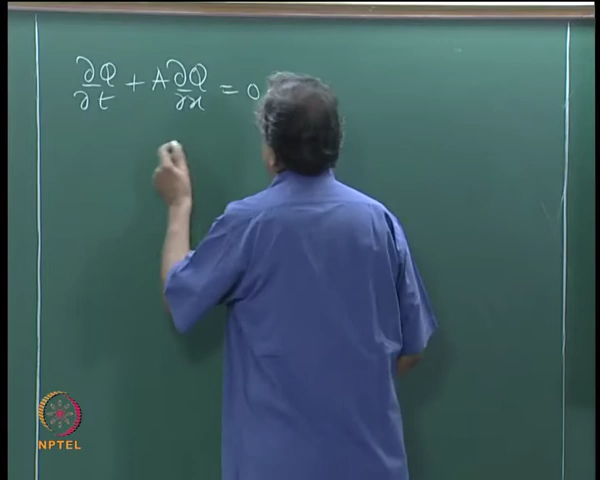 ∂Q/∂t + A ∂Q/∂x = 0
NPTEL